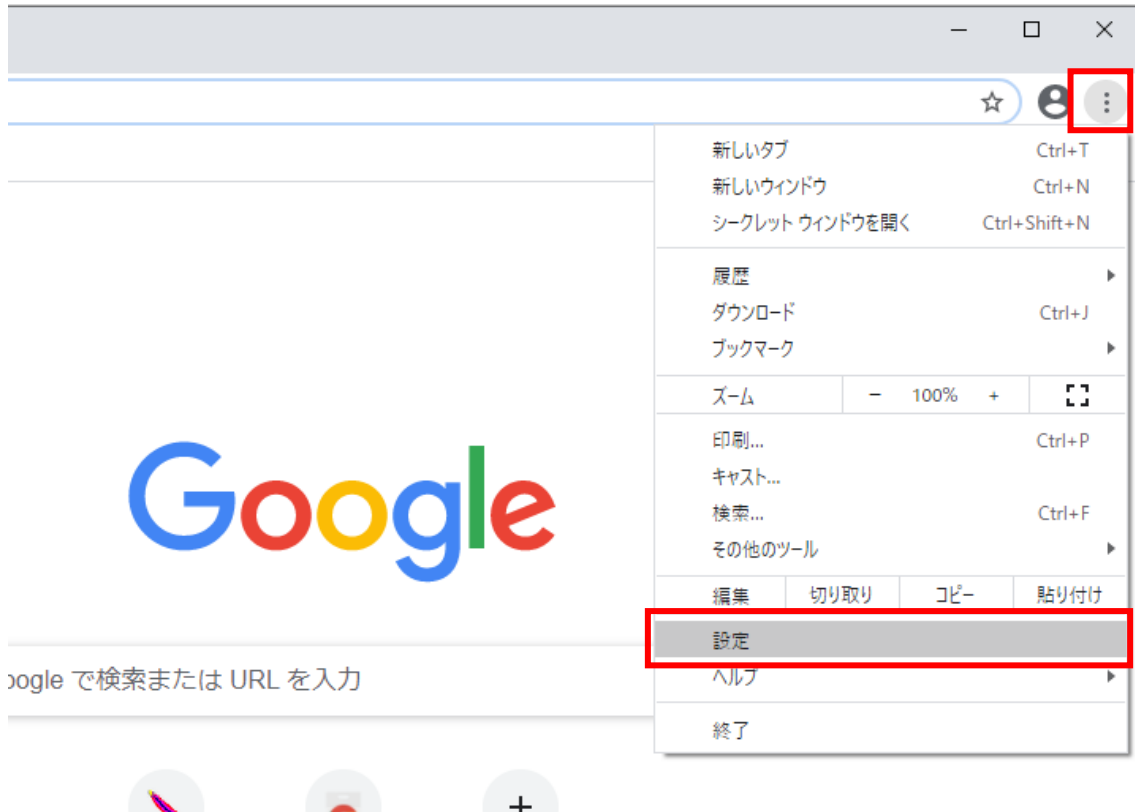 新しいタブ Ctrl+T
新しいウィンドウ Ctrl+N
シークレット ウィンドウを開く Ctrl+Shift+N
履歴
ダウンロード Ctrl+J
ブックマーク
ズーム - 100% +
印刷... Ctrl+P
キャスト...
検索... Ctrl+F
その他のツール
編集 切り取り コピー 貼り付け
設定
ヘルプ
終了
Google
oogle で検索または URL を入力